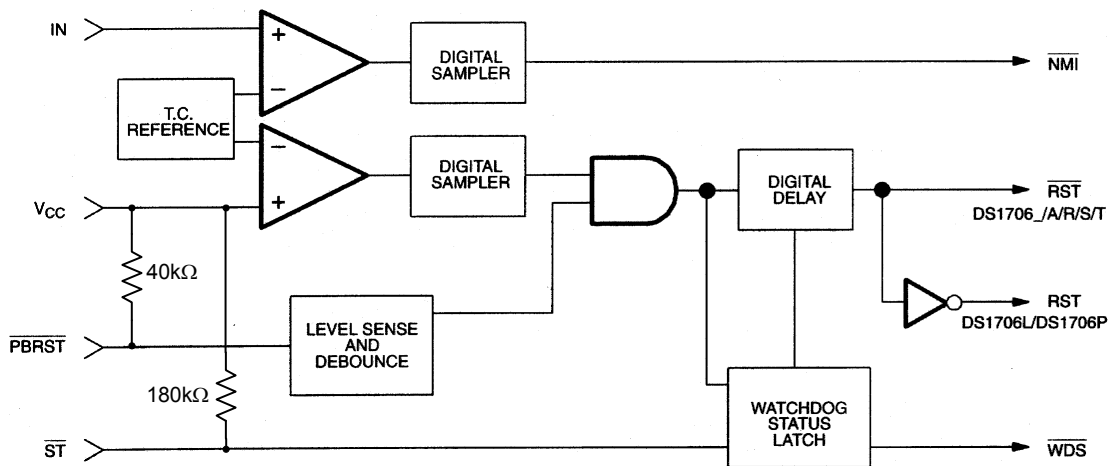 IN
+
−
DIGITAL
SAMPLER
NMI
T.C.
REFERENCE
−
+
DIGITAL
SAMPLER
DIGITAL
DELAY
RST
DS1706_/A/R/S/T
VCC
40kΩ
LEVEL SENSE
AND
DEBOUNCE
RST
DS1706L/DS1706P
PBRST
180kΩ
WATCHDOG
STATUS
LATCH
ST
WDS